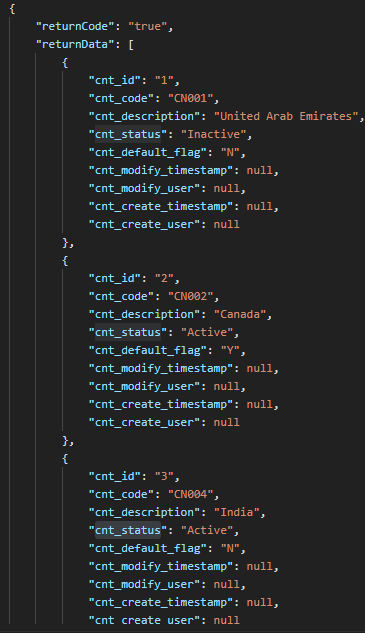 {
"returnCode": "true",
"returnData": [
{
"cnt_id": "1",
"cnt_code": "CN001",
"cnt_description": "United Arab Emirates",
"cnt_status": "Inactive",
"cnt_default_flag": "N",
"cnt_modify_timestamp": null,
"cnt_modify_user": null,
"cnt_create_timestamp": null,
"cnt_create_user": null
},
{
"cnt_id": "2",
"cnt_code": "CN002",
"cnt_description": "Canada",
"cnt_status": "Active",
"cnt_default_flag": "Y",
"cnt_modify_timestamp": null,
"cnt_modify_user": null,
"cnt_create_timestamp": null,
"cnt_create_user": null
},
{
"cnt_id": "3",
"cnt_code": "CN004",
"cnt_description": "India",
"cnt_status": "Active",
"cnt_default_flag": "N",
"cnt_modify_timestamp": null,
"cnt_modify_user": null,
"cnt_create_timestamp": null,
"cnt_create_user": null